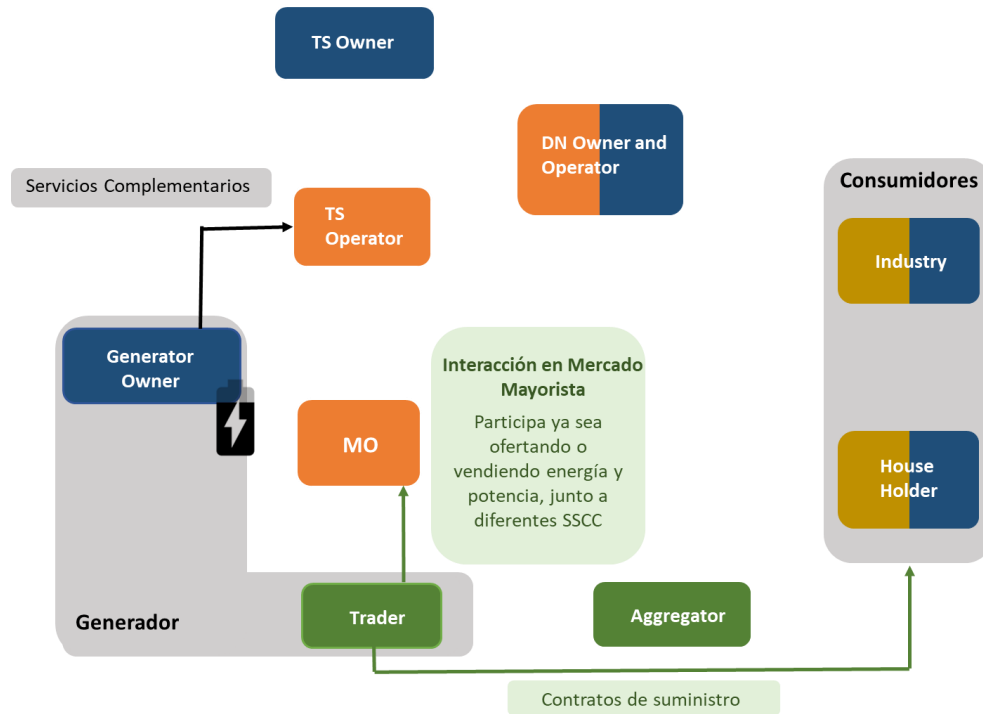 TS Owner
DN Owner and
Operator
Servicios Complementarios
Consumidores
TS
Operator
Industry
Generator
Owner
Interacción en Mercado
Mayorista
Participa ya sea
ofertando o
vendiendo energía y
potencia, junto a
diferentes SSCC
MO
House
Holder
Generador
Trader
Aggregator
Contratos de suministro